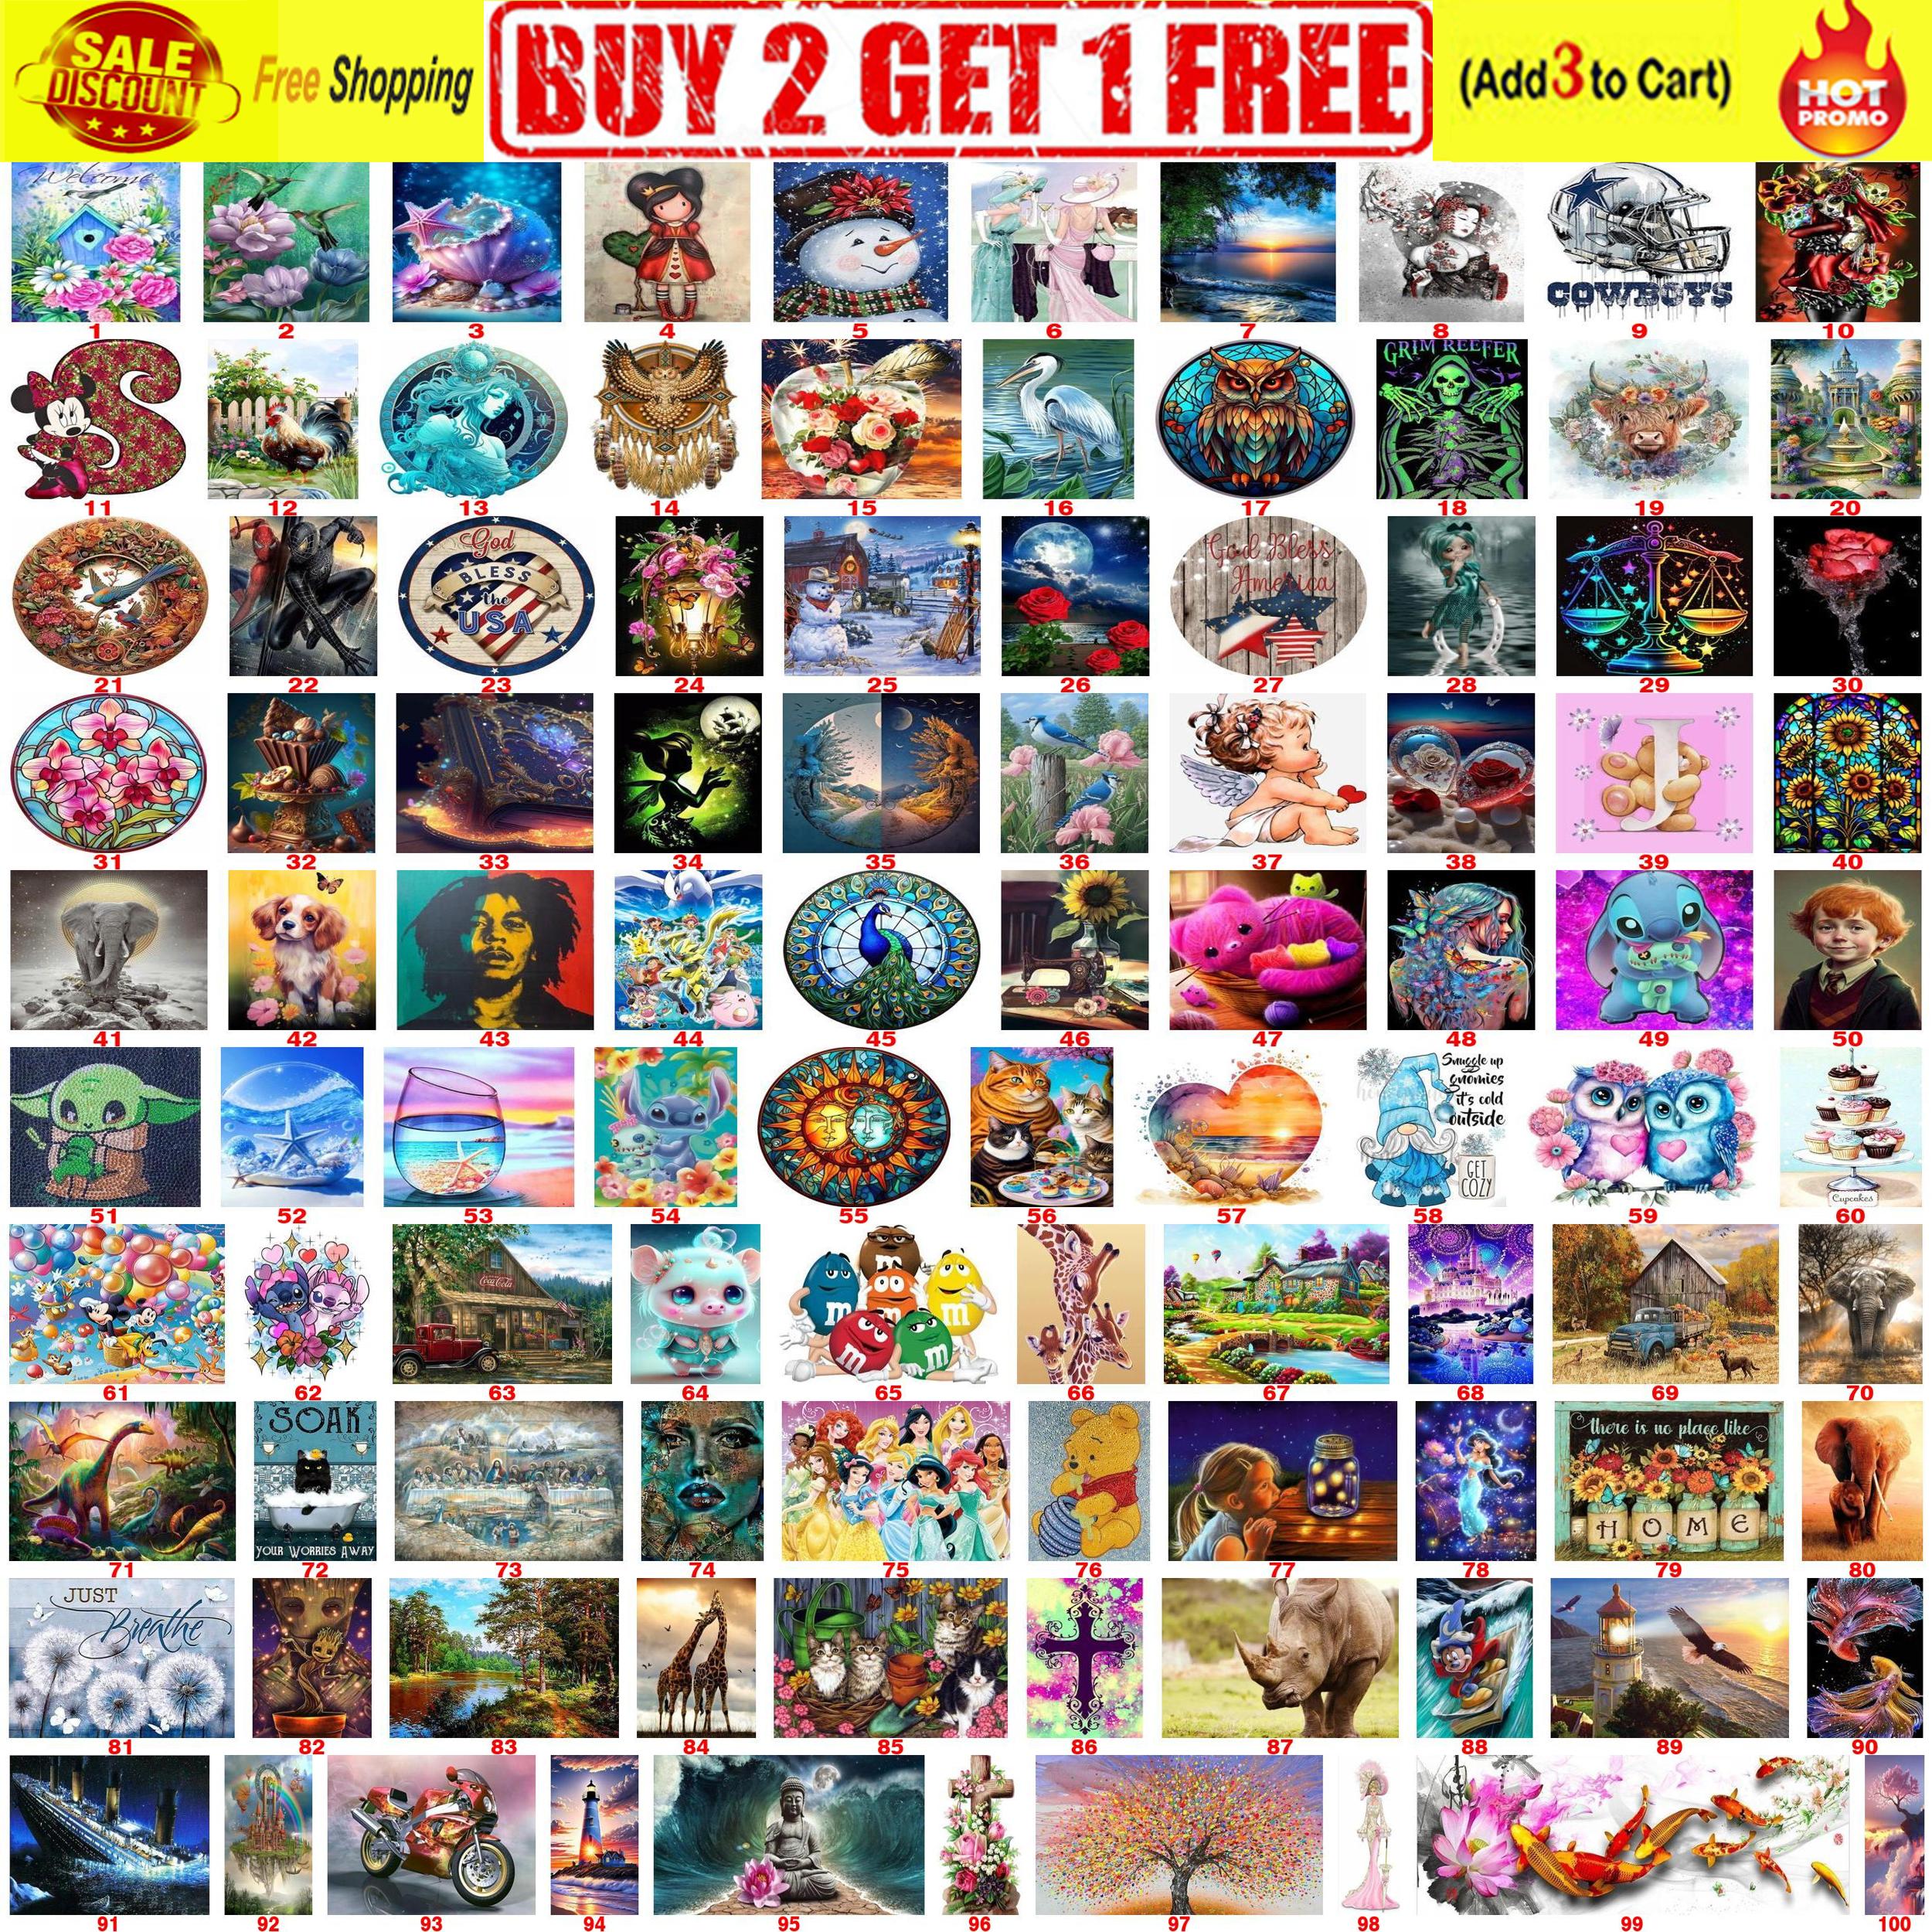 SALE
DISCOUNT
Free Shopping
BUY 2 GET 1 FREE
(Add 3 to Cart)
HOT
PROMO
Welcome
COWBOYS
1 2 3 4 5 6 7 8 9 10
S
GRIM REEFER
11 12 13 14 15 16 17 18 19 20
God
BLESS
the
USA
God Bless
America
21 22 23 24 25 26 27 28 29 30
J
31 32 33 34 35 36 37 38 39 40
41 42 43 44 45 46 47 48 49 50
Snuggle up
gnomies
it's cold
outside
GET
COZY
Cupcakes
51 52 53 54 55 56 57 58 59 60
Coca-Cola
m
m
m
m
m
61 62 63 64 65 66 67 68 69 70
SOAK
YOUR WORRIES AWAY
there is no place like
HOME
71 72 73 74 75 76 77 78 79 80
JUST
Breathe
81 82 83 84 85 86 87 88 89 90
91 92 93 94 95 96 97 98 99 100